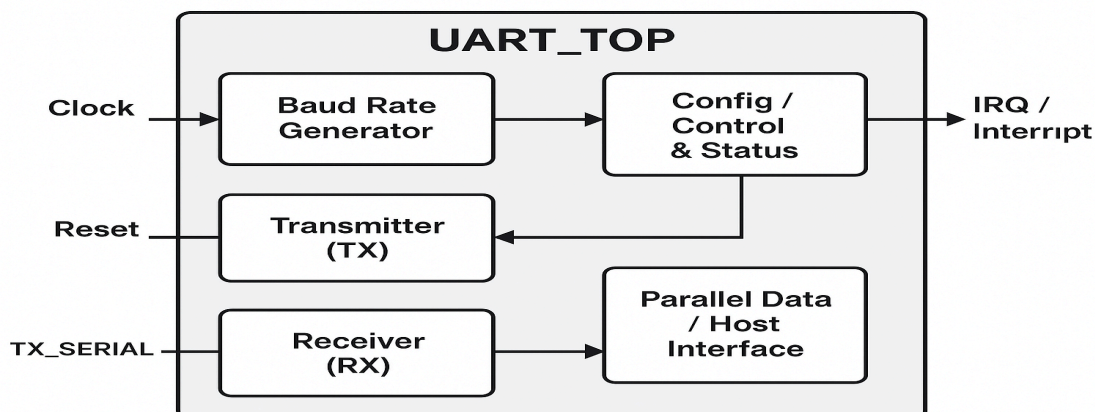 UART_TOP
Clock
Baud Rate
Generator
Config /
Control
& Status
IRQ /
Interript
Reset
Transmitter
(TX)
Parallel Data
/ Host
Interface
TX_SERIAL
Receiver
(RX)